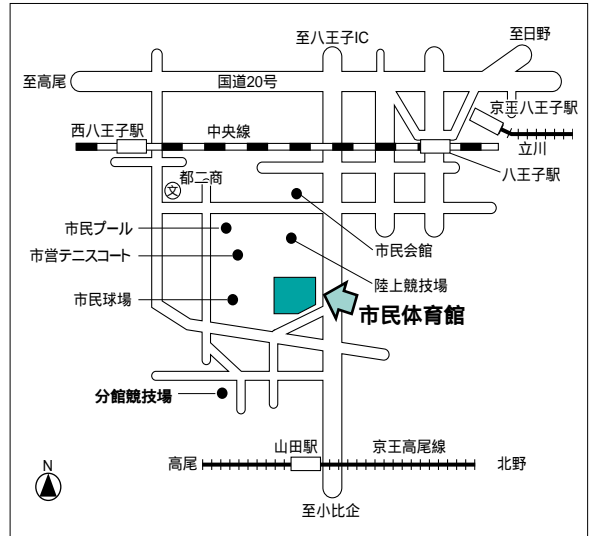 至八王子IC
至日野
至高尾
国道20号
京王八王子駅
西八王子駅
中央線
立川
八王子駅
文
都二商
市民プール
市民会館
市営テニスコート
陸上競技場
市民球場
市民体育館
分館競技場
山田駅
京王高尾線
高尾
北野
N
至小比企